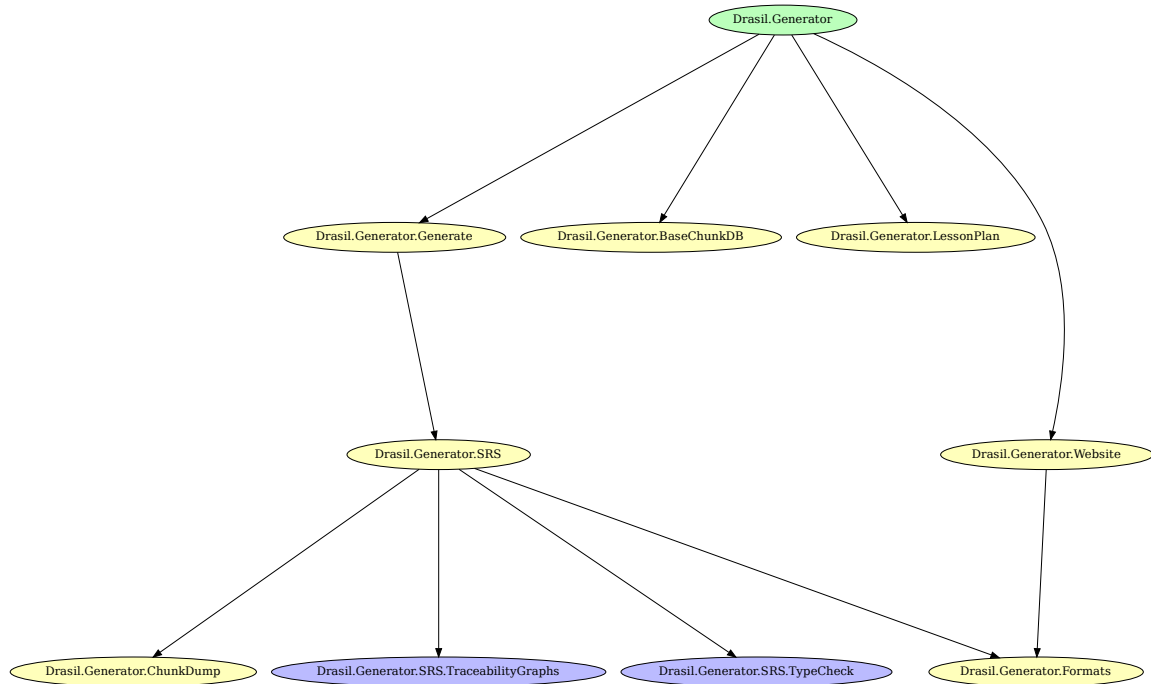 Drasil.Generator
Drasil.Generator.Generate
Drasil.Generator.BaseChunkDB
Drasil.Generator.LessonPlan
Drasil.Generator.SRS
Drasil.Generator.Website
Drasil.Generator.ChunkDump
Drasil.Generator.SRS.TraceabilityGraphs
Drasil.Generator.SRS.TypeCheck
Drasil.Generator.Formats